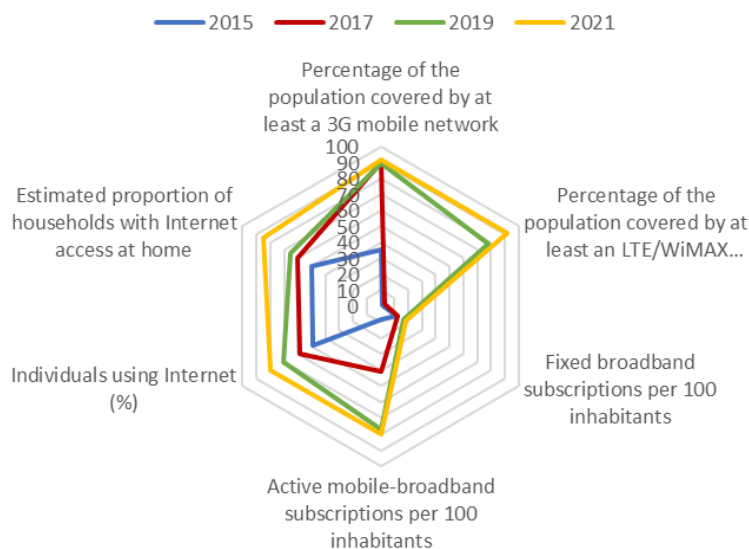 2015 2017 2019 2021
Percentage of the
population covered by at
least a 3G mobile network
100
90
80
70
60
50
40
30
20
10
0
Percentage of the
population covered by at
least an LTE/WiMAX...
Fixed broadband
subscriptions per 100
inhabitants
Active mobile-broadband
subscriptions per 100
inhabitants
Individuals using Internet
(%)
Estimated proportion of
households with Internet
access at home